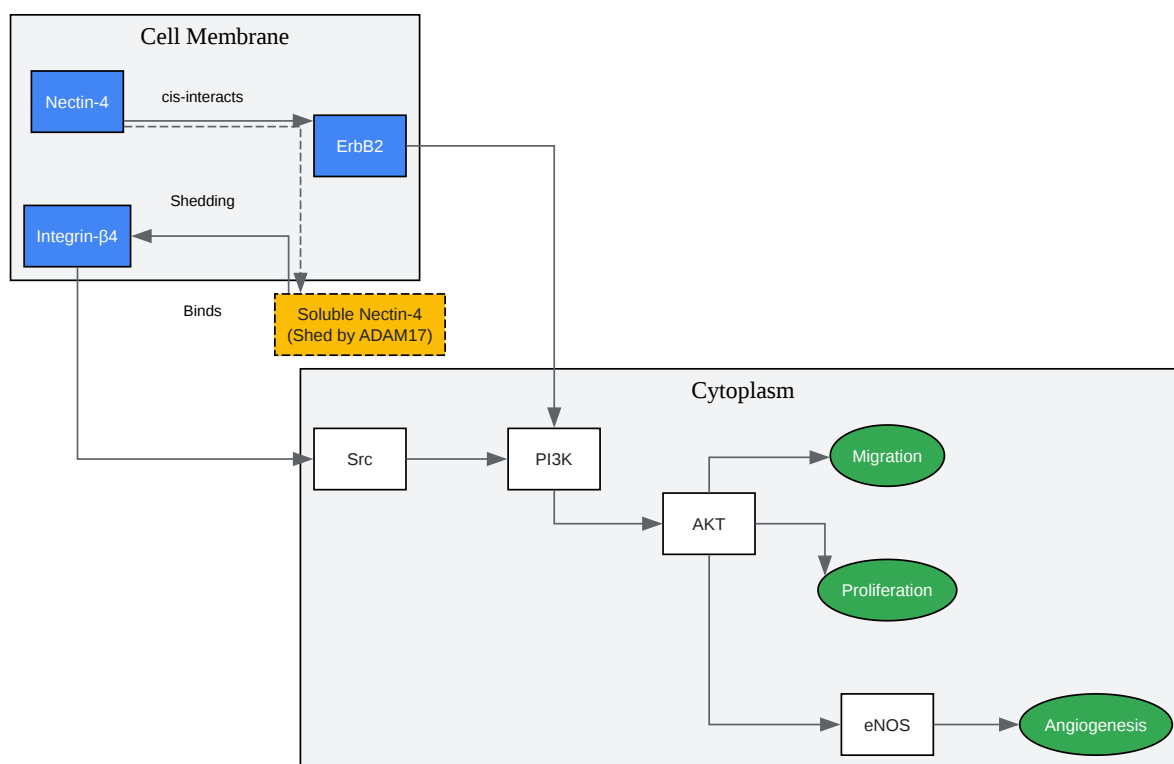 Cell Membrane
Nectin-4
cis-interacts
ErbB2
Shedding
Integrin-β4
Binds
Soluble Nectin-4
(Shed by ADAM17)
Cytoplasm
Src
PI3K
Migration
AKT
Proliferation
eNOS
Angiogenesis